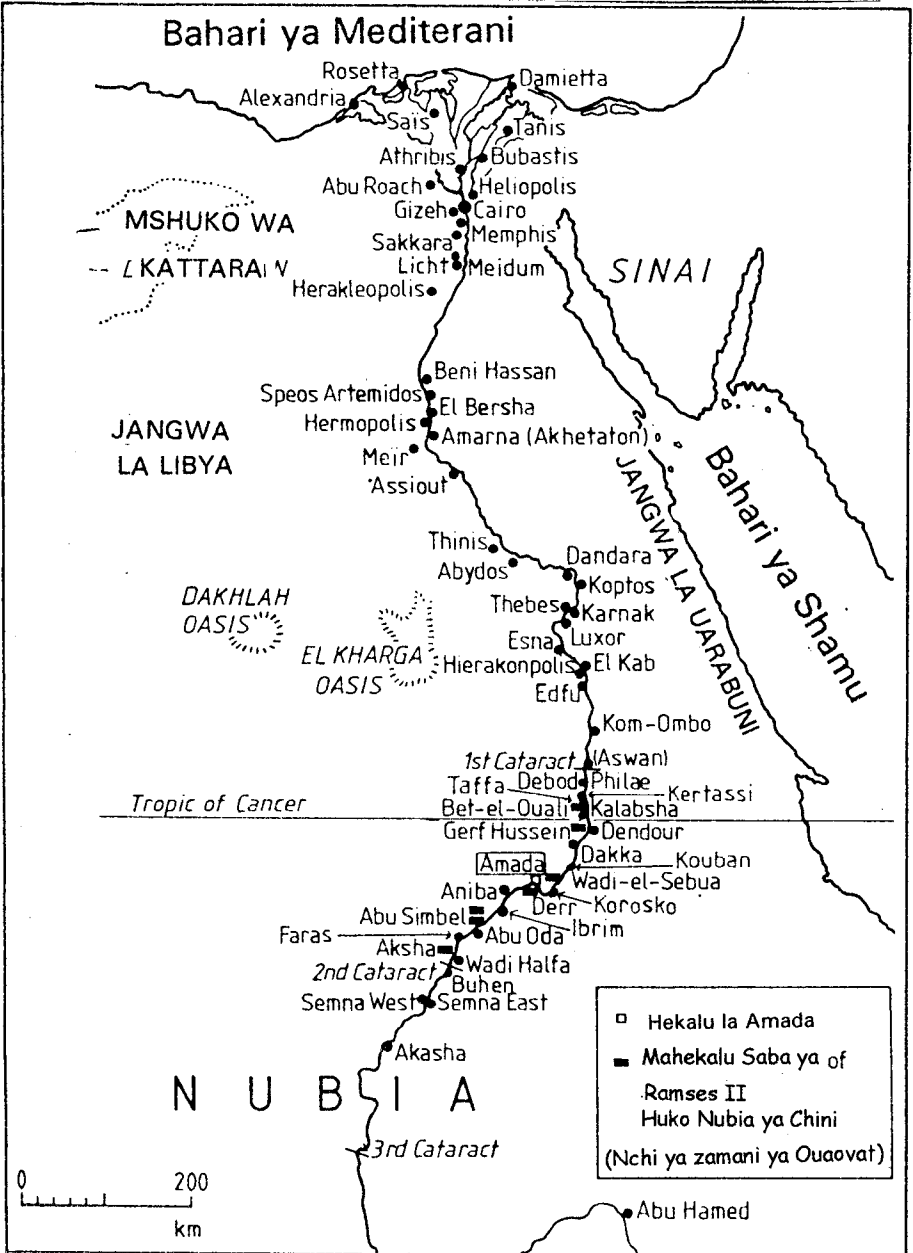 Bahari ya Mediterani
Rosetta
Damietta
Alexandria
Saïs
Tanis
Athribis
Bubastis
Abu Roach
Heliopolis
MSHUKO WA
Gizeh
Cairo
Memphis
Sakkara
KATTARA
Licht
Meidum
SINAI
Herakleopolis
Beni Hassan
Speos Artemidos
El Bersha
Hermopolis
JANGWA
LA LIBYA
Amarna (Akhetaton)
Meïr
Assiout
JANGWA LA UARABUNI
Bahari ya Shamu
Thinis
Abydos
Dandara
Koptos
DAKHLAH
OASIS
Thebes
Karnak
Luxor
EL KHARGA
OASIS
Esna
Hierakonpolis
El Kab
Edfu
Kom-Ombo
1st Cataract
(Aswan)
Debod
Philae
Taffa
Kertassi
Tropic of Cancer
Bet-el-Ouali
Kalabsha
Gerf Hussein
Dendour
Dakka
Kouban
Amada
Wadi-el-Sebua
Aniba
Derr
Korosko
Abu Simbel
Ibrim
Faras
Abu Oda
Aksha
Wadi Halfa
2nd Cataract
Buhen
Semna West
Semna East
Akasha
NUBIA
3rd Cataract
Abu Hamed
0 200
km
Hekalu la Amada
Mahekalu Saba ya of
Ramses II
Huko Nubia ya Chini
(Nchi ya zamani ya Ouaovat)